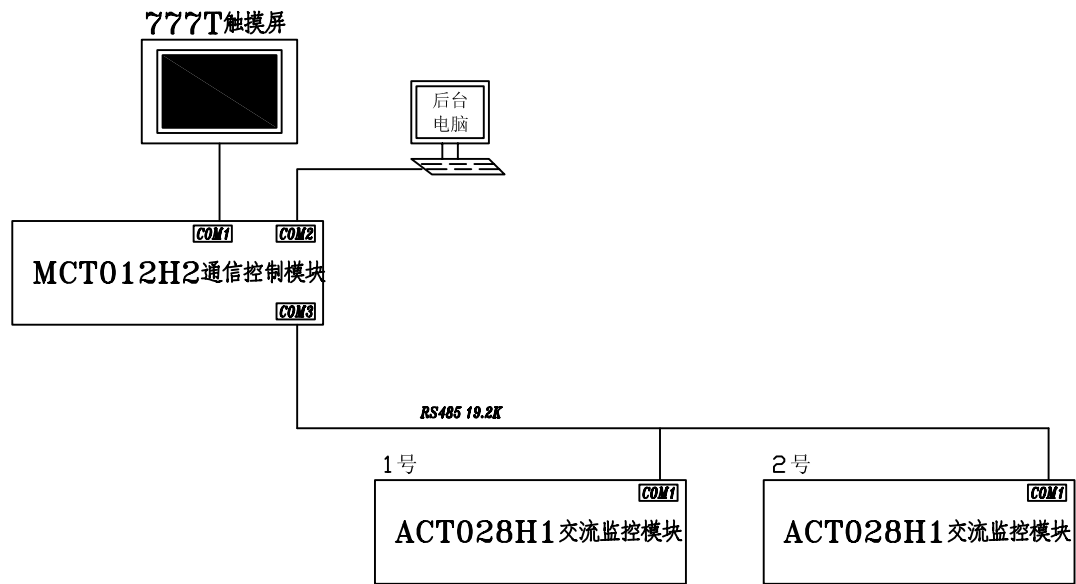 777T触摸屏
后台
电脑
COM1
COM2
MCT012H2通信控制模块
COM3
RS485 19.2K
1号
2号
COM1
COM1
ACT028H1交流监控模块
ACT028H1交流监控模块